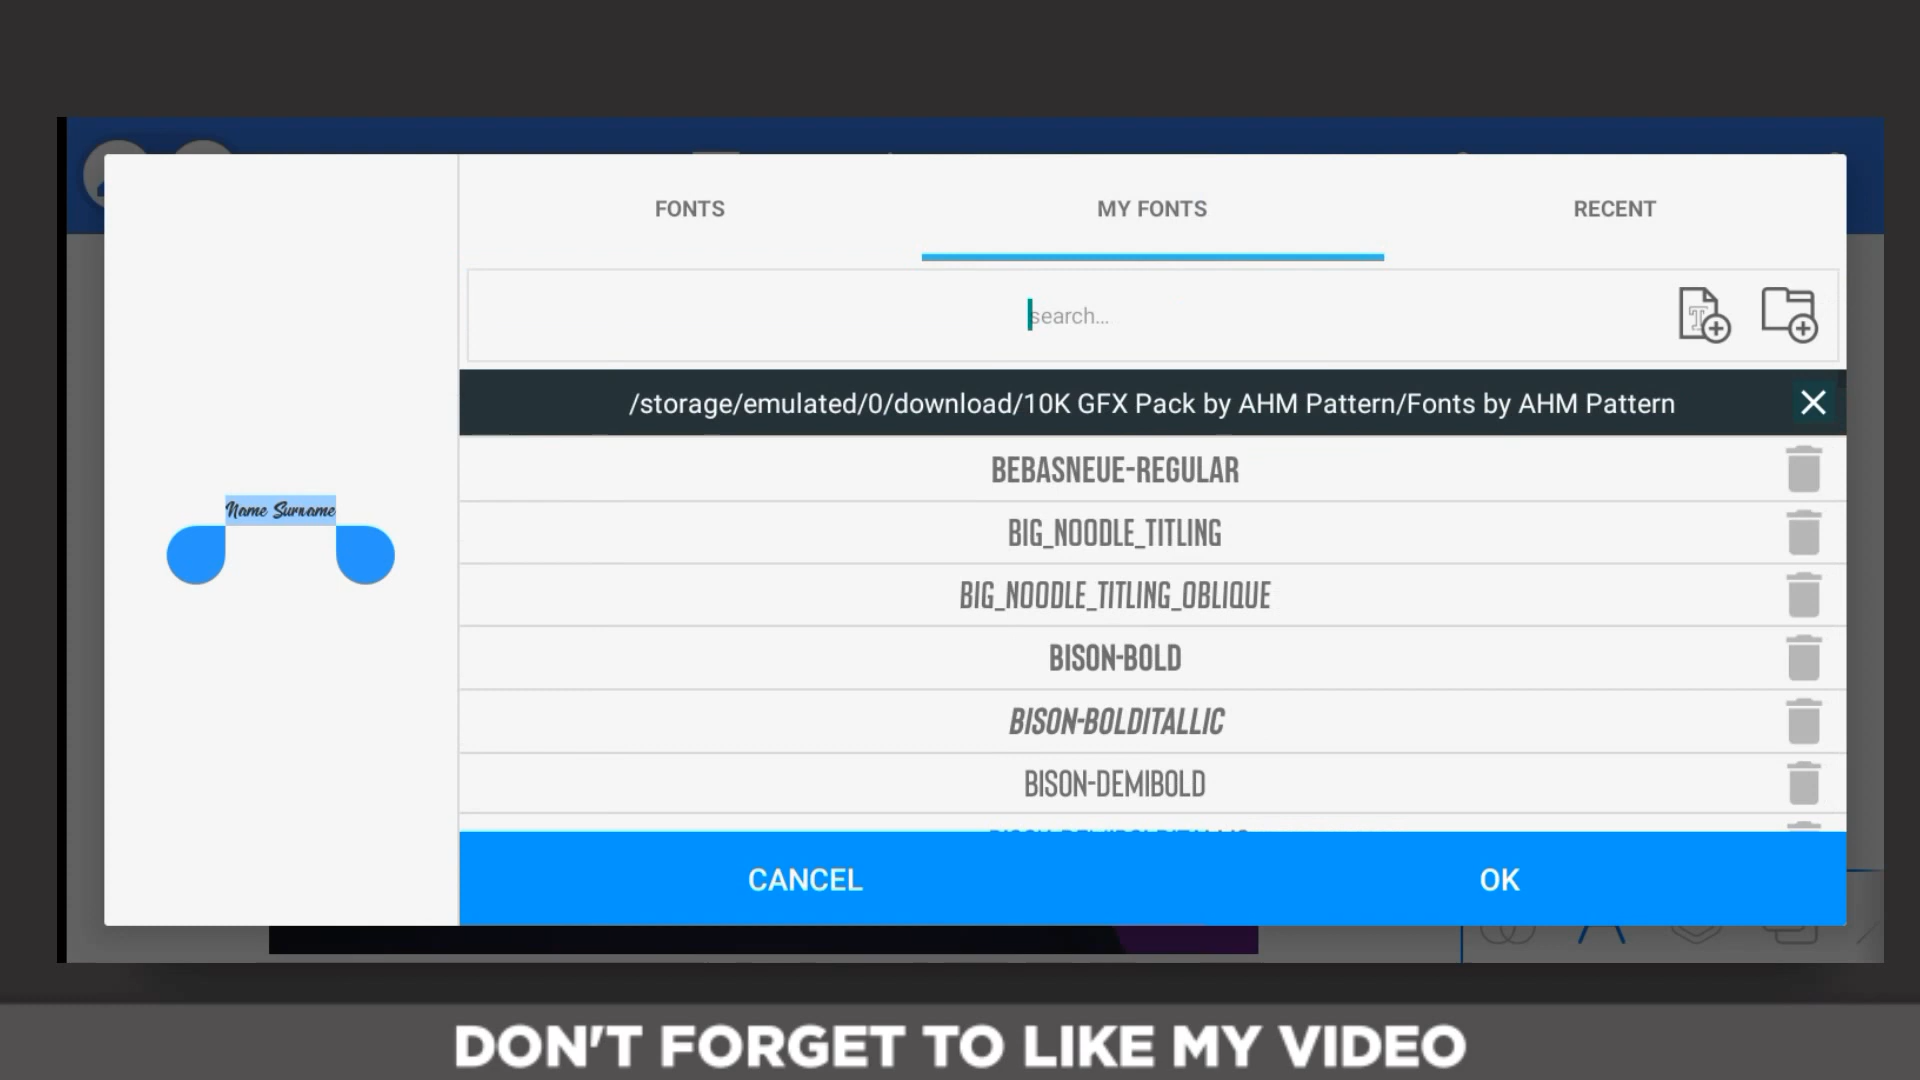 FONTS
MY FONTS
RECENT
search...
/storage/emulated/0/download/10K GFX Pack by AHM Pattern/Fonts by AHM Pattern
BEBASNEUE-REGULAR
BIG_NOODLE_TITLING
Name Surname
BIG_NOODLE_TITLING_OBLIQUE
BISON-BOLD
BISON-BOLDITALLIC
BISON-DEMIBOLD
CANCEL
OK
DON'T FORGET TO LIKE MY VIDEO